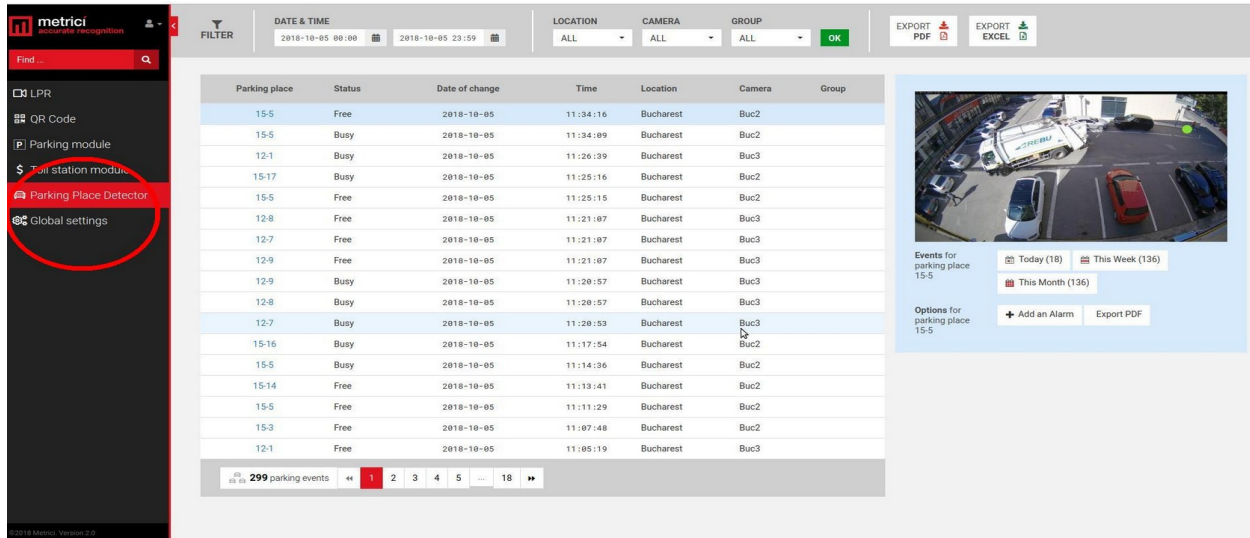 metrici
accurate recognition
Find ...
LPR
QR Code
Parking module
$ Toll station module
Parking Place Detector
Global settings
©2018 Metrici. Version 2.0
FILTER
DATE & TIME
2018-10-05 00:00 2018-10-05 23:59
LOCATION CAMERA GROUP
ALL ALL ALL OK
EXPORT PDF
EXPORT EXCEL
Parking place Status Date of change Time Location Camera Group
15-5 Free 2018-10-05 11:34:16 Bucharest Buc2
15-5 Busy 2018-10-05 11:34:09 Bucharest Buc2
12-1 Busy 2018-10-05 11:26:39 Bucharest Buc3
15-17 Busy 2018-10-05 11:25:16 Bucharest Buc2
15-5 Free 2018-10-05 11:25:15 Bucharest Buc2
12-8 Free 2018-10-05 11:21:07 Bucharest Buc3
12-7 Free 2018-10-05 11:21:07 Bucharest Buc3
12-9 Free 2018-10-05 11:21:07 Bucharest Buc3
12-9 Busy 2018-10-05 11:20:57 Bucharest Buc3
12-8 Busy 2018-10-05 11:20:57 Bucharest Buc3
12-7 Busy 2018-10-05 11:20:53 Bucharest Buc3
15-16 Busy 2018-10-05 11:17:54 Bucharest Buc2
15-5 Busy 2018-10-05 11:14:36 Bucharest Buc2
15-14 Free 2018-10-05 11:13:41 Bucharest Buc2
15-5 Free 2018-10-05 11:11:29 Bucharest Buc2
15-3 Free 2018-10-05 11:07:48 Bucharest Buc2
12-1 Free 2018-10-05 11:05:19 Bucharest Buc3
299 parking events 1 2 3 4 5 ... 18
REBU
Events for
parking place
15-5
Today (18) This Week (136)
This Month (136)
Options for
parking place
15-5
Add an Alarm Export PDF